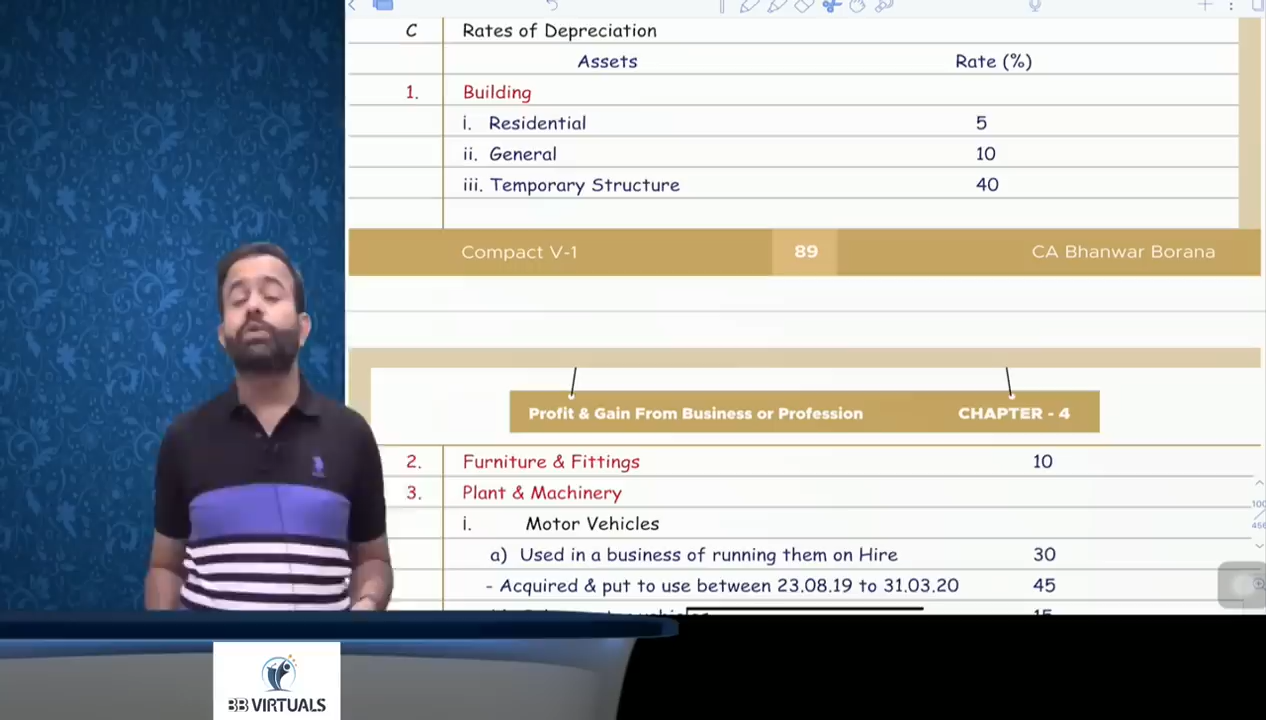 C Rates of Depreciation
Assets Rate (%)
1. Building
i. Residential 5
ii. General 10
iii. Temporary Structure 40
Compact V-1 89 CA Bhanwar Borana
Profit & Gain From Business or Profession CHAPTER - 4
2. Furniture & Fittings 10
3. Plant & Machinery
i. Motor Vehicles
a) Used in a business of running them on Hire 30
- Acquired & put to use between 23.08.19 to 31.03.20 45
15
100
456
BB VIRTUALS